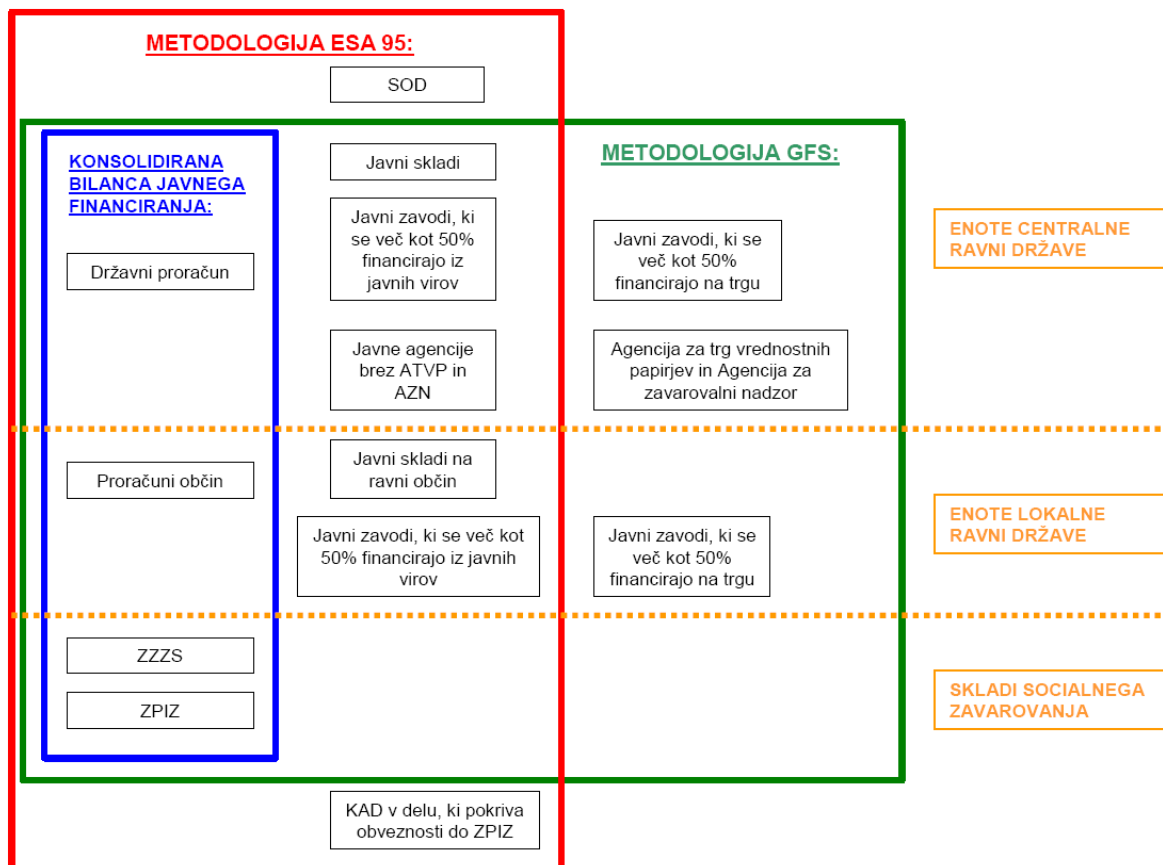 METODOLOGIJA ESA 95:
SOD
KONSOLIDIRANA
BILANCA JAVNEGA
FINANCIRANJA:
Javni skladi
METODOLOGIJA GFS:
Državni proračun
Javni zavodi, ki
se več kot 50%
financirajo iz
javnih virov
Javni zavodi, ki se
več kot 50%
financirajo na trgu
ENOTE CENTRALNE
RAVNI DRŽAVE
Javne agencije
brez ATVP in
AZN
Agencija za trg vrednostnih
papirjev in Agencija za
zavarovalni nadzor
Proračuni občin
Javni skladi na
ravni občin
Javni zavodi, ki se več kot
50% financirajo iz javnih
virov
Javni zavodi, ki se
več kot 50%
financirajo na trgu
ENOTE LOKALNE
RAVNI DRŽAVE
ZZZS
ZPIZ
SKLADI SOCIALNEGA
ZAVAROVANJA
KAD v delu, ki pokriva
obveznosti do ZPIZ